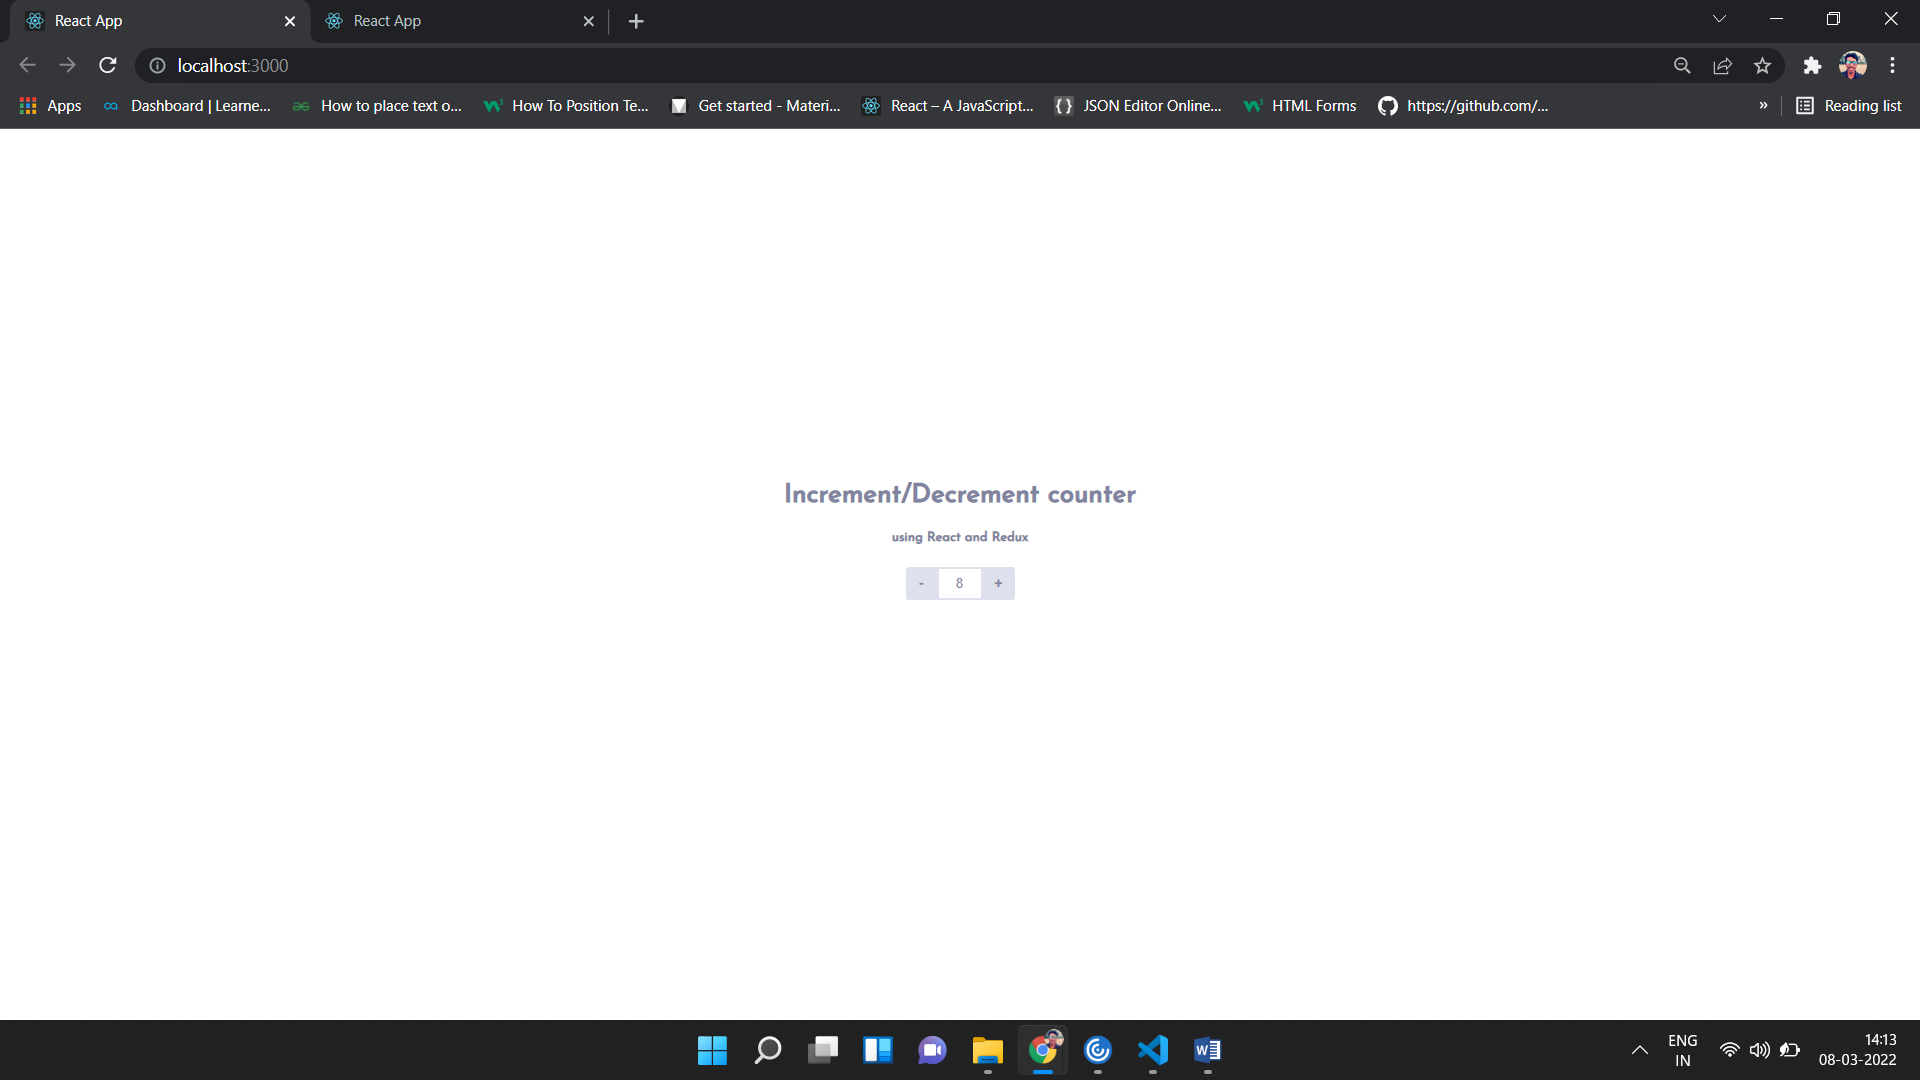 React App
React App
localhost:3000
Apps
Dashboard | Learne...
How to place text o...
How To Position Te...
Get started - Materi...
React – A JavaScript...
JSON Editor Online...
HTML Forms
https://github.com/...
»
Reading list
Increment/Decrement counter
using React and Redux
- 8 +
ENG
IN
14:13
08-03-2022